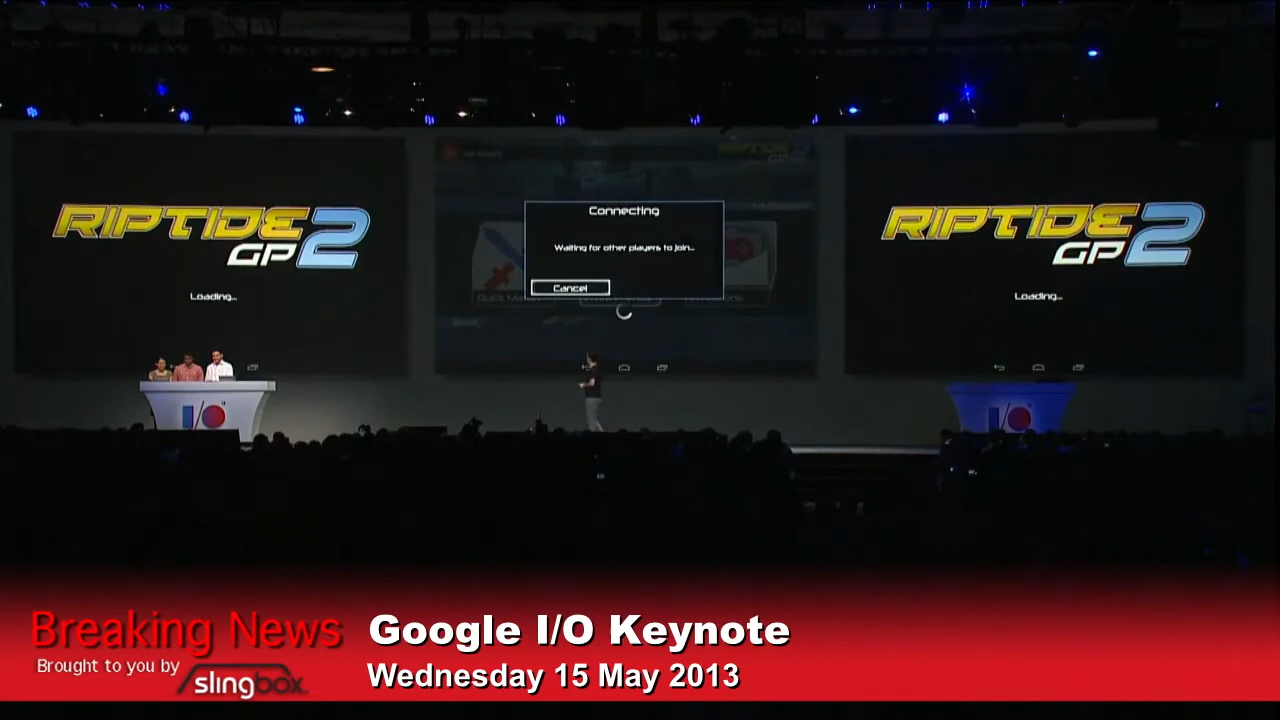 RIPTIDE
GP2
Loading...
Connecting
Waiting for other players to join...
Cancel
RIPTIDE
GP2
Loading...
I/O
I/O
Breaking News
Brought to you by
slingbox
Google I/O Keynote
Wednesday 15 May 2013